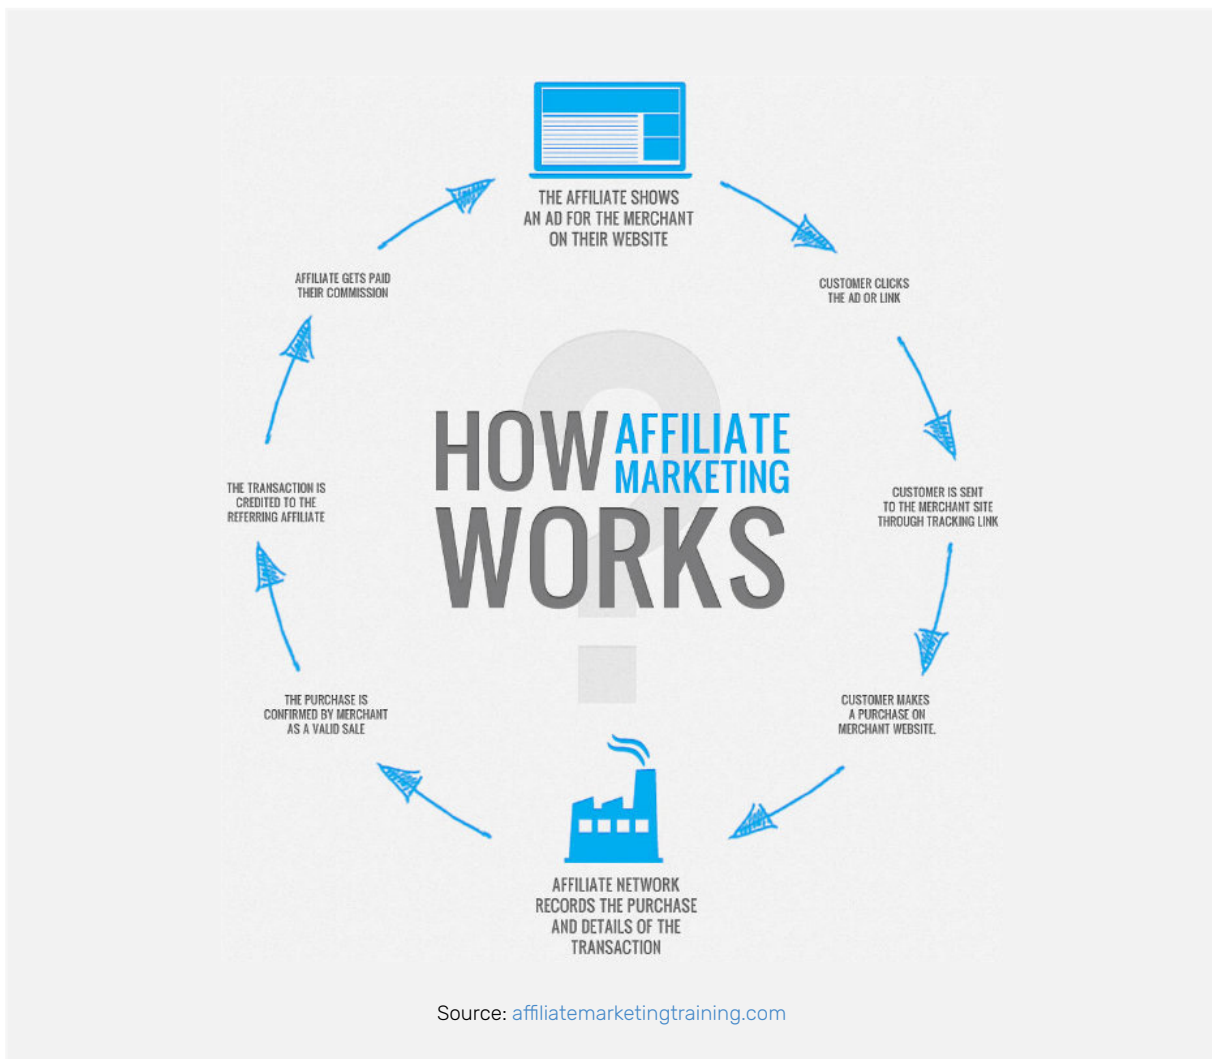 THE AFFILIATE SHOWS
AN AD FOR THE MERCHANT
ON THEIR WEBSITE
CUSTOMER CLICKS
THE AD OR LINK
CUSTOMER IS SENT
TO THE MERCHANT SITE
THROUGH TRACKING LINK
CUSTOMER MAKES
A PURCHASE ON
MERCHANT WEBSITE.
AFFILIATE NETWORK
RECORDS THE PURCHASE
AND DETAILS OF THE
TRANSACTION
THE PURCHASE IS
CONFIRMED BY MERCHANT
AS A VALID SALE
THE TRANSACTION IS
CREDITED TO THE
REFERRING AFFILIATE
AFFILIATE GETS PAID
THEIR COMMISSION
HOW AFFILIATE
MARKETING
WORKS
?
Source: affiliatemarketingtraining.com